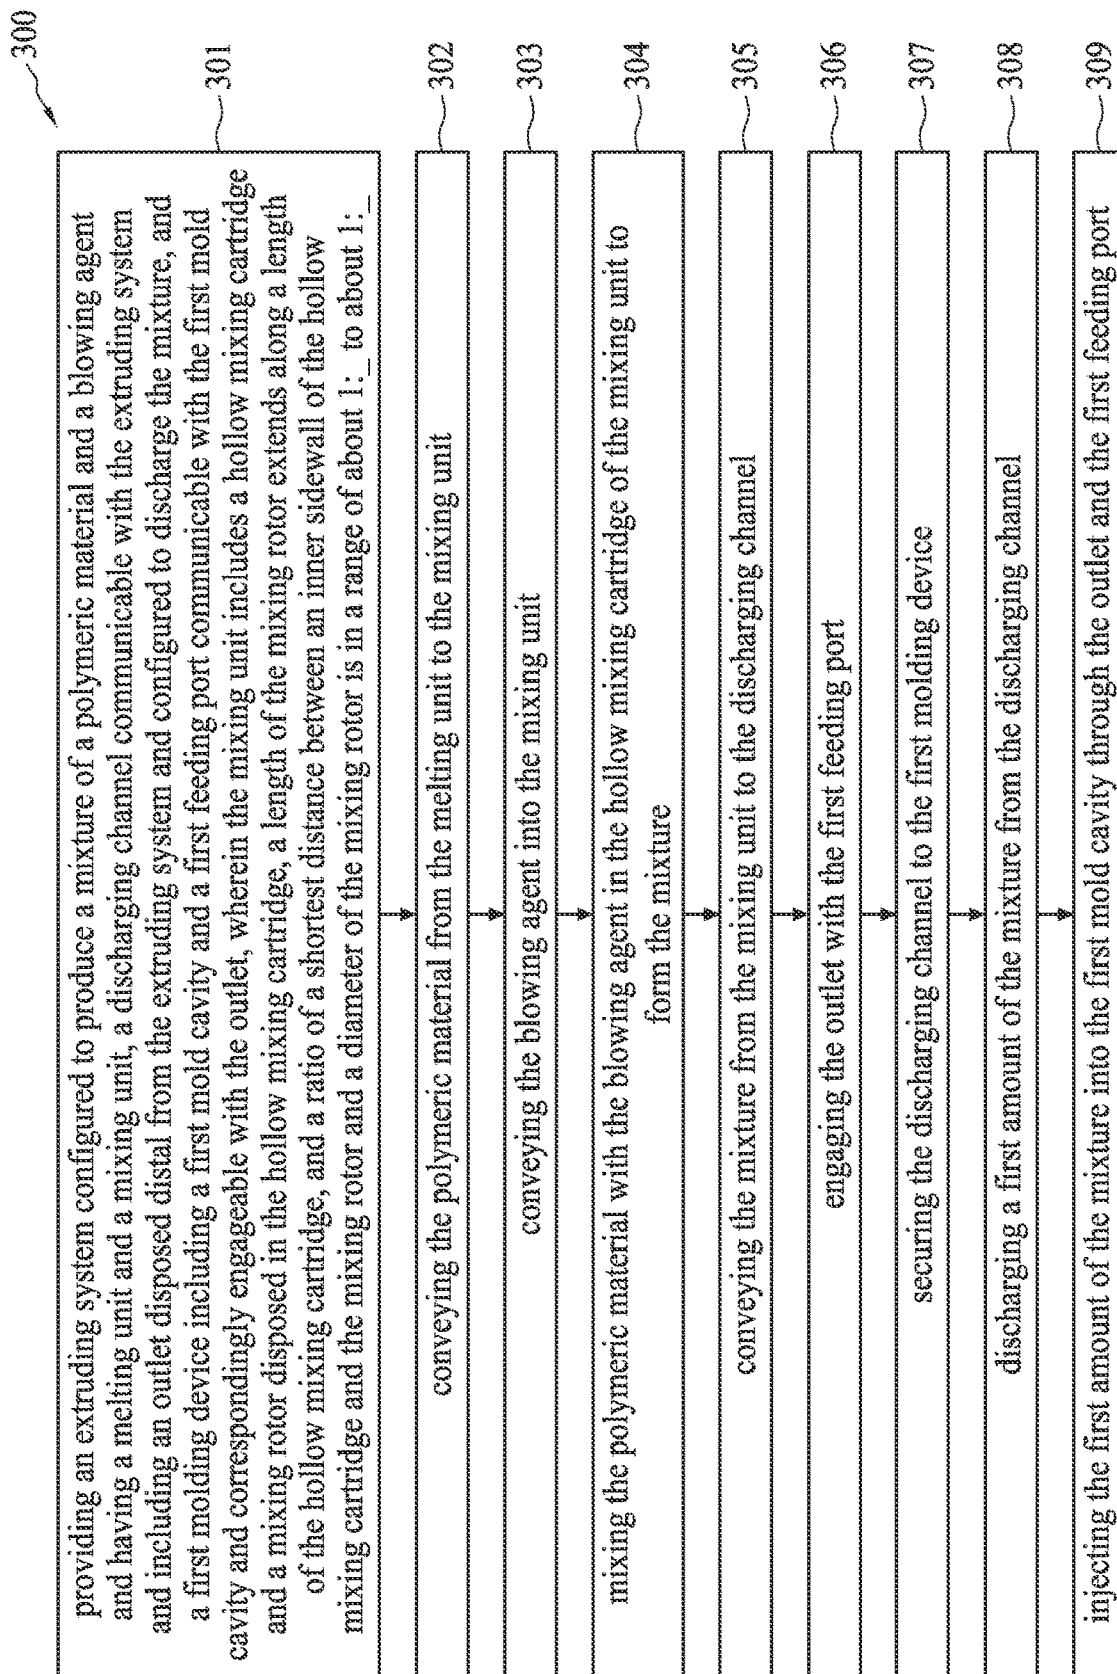 300
providing an extruding system configured to produce a mixture of a polymeric material and a blowing agent
and having a melting unit and a mixing unit, a discharging channel communicable with the extruding system
and including an outlet disposed distal from the extruding system and configured to discharge the mixture, and
a first molding device including a first mold cavity and a first feeding port communicable with the first mold
cavity and correspondingly engageable with the outlet, wherein the mixing unit includes a hollow mixing cartridge
and a mixing rotor disposed in the hollow mixing cartridge, a length of the mixing rotor extends along a length
of the hollow mixing cartridge, and a ratio of a shortest distance between an inner sidewall of the hollow
mixing cartridge and the mixing rotor and a diameter of the mixing rotor is in a range of about 1:_ to about 1:_
301
conveying the polymeric material from the melting unit to the mixing unit
302
conveying the blowing agent into the mixing unit
303
mixing the polymeric material with the blowing agent in the hollow mixing cartridge of the mixing unit to
form the mixture
304
conveying the mixture from the mixing unit to the discharging channel
305
engaging the outlet with the first feeding port
306
securing the discharging channel to the first molding device
307
discharging a first amount of the mixture from the discharging channel
308
injecting the first amount of the mixture into the first mold cavity through the outlet and the first feeding port
309